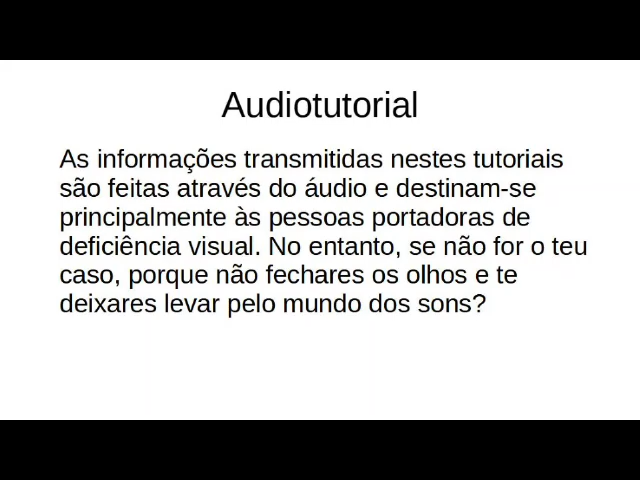 Audiotutorial
As informações transmitidas nestes tutoriais
são feitas através do áudio e destinam-se
principalmente às pessoas portadoras de
deficiência visual. No entanto, se não for o teu
caso, porque não fechares os olhos e te
deixares levar pelo mundo dos sons?